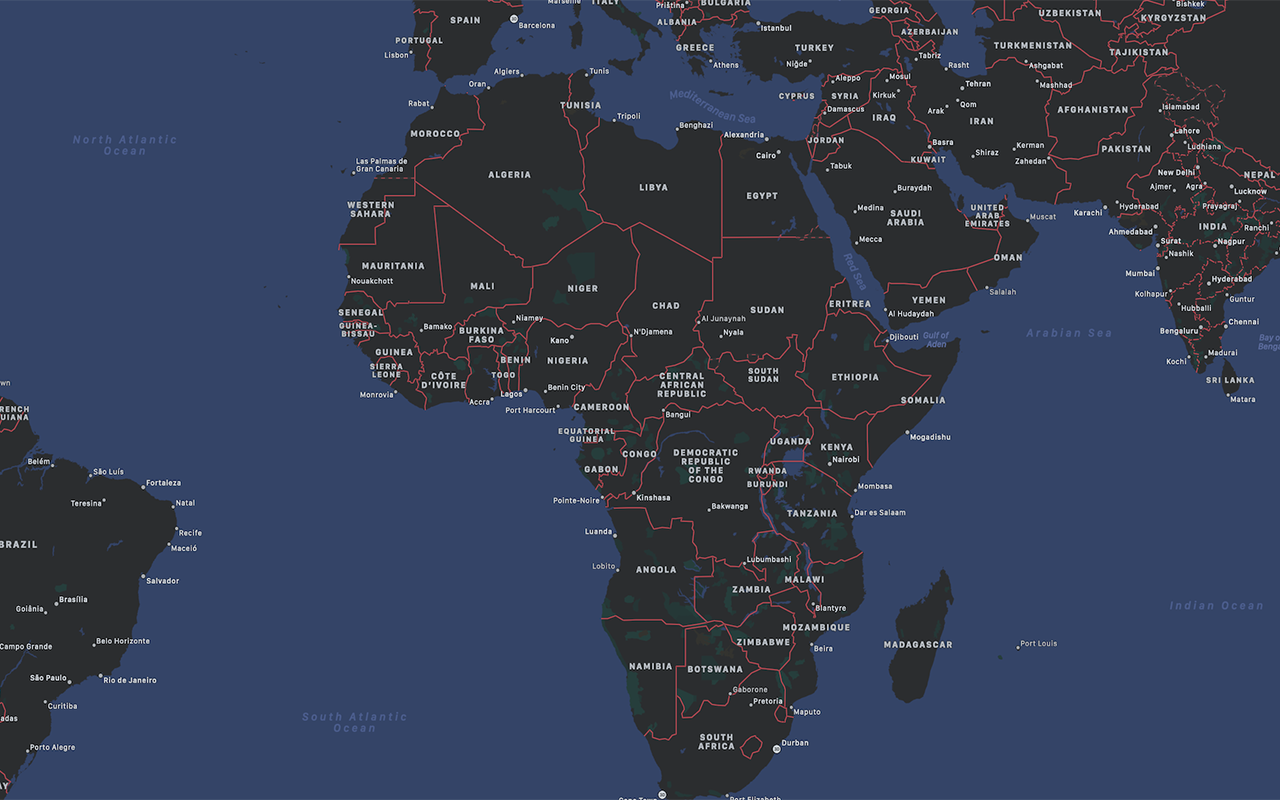 SPAIN
Barcelona
Marseille
ITALY
Priština
BULGARIA
ALBANIA
GEORGIA
UZBEKISTAN
Bishkek
KYRGYZSTAN
PORTUGAL
Lisbon
GREECE
Athens
Istanbul
TURKEY
Niğde
AZERBAIJAN
Tabriz
Rasht
TURKMENISTAN
Ashgabat
TAJIKISTAN
Algiers
Oran
Tunis
TUNISIA
Rabat
MOROCCO
Tripoli
Mediterranean Sea
Benghazi
Alexandria
Cairo
CYPRUS
Aleppo
SYRIA
Damascus
Mosul
Kirkuk
IRAQ
JORDAN
Tehran
Qom
Arak
IRAN
Mashhad
AFGHANISTAN
Islamabad
Lahore
Ludhiana
PAKISTAN
Basra
KUWAIT
Shiraz
Kerman
Zahedan
Tabuk
North Atlantic
Ocean
Las Palmas de
Gran Canaria
ALGERIA
LIBYA
EGYPT
Buraydah
Medina
SAUDI
ARABIA
Mecca
UNITED
ARAB
EMIRATES
Muscat
OMAN
Salalah
New Delhi
NEPAL
Ajmer
Agra
Lucknow
Karachi
Hyderabad
Prayagraj
INDIA
Ranchi
Ahmedabad
Surat
Nashik
Nagpur
Mumbai
Hyderabad
Kolhapur
Guntur
Hubballi
Bengaluru
Chennai
Kochi
Madurai
SRI LANKA
Matara
Bay of
Benga
WESTERN
SAHARA
MAURITANIA
Nouakchott
MALI
NIGER
CHAD
SUDAN
Red Sea
ERITREA
YEMEN
Al Hudaydah
Djibouti
Gulf of
Aden
Arabian Sea
SENEGAL
GUINEA-
BISSAU
Bamako
BURKINA
FASO
Niamey
Kano
N'Djamena
Al Junaynah
Nyala
GUINEA
SIERRA
LEONE
CÔTE
D'IVOIRE
BENIN
TOGO
NIGERIA
Monrovia
Accra
Lagos
Benin City
Port Harcourt
CENTRAL
AFRICAN
REPUBLIC
SOUTH
SUDAN
ETHIOPIA
SOMALIA
CAMEROON
Bangui
EQUATORIAL
GUINEA
GABON
CONGO
DEMOCRATIC
REPUBLIC
OF THE
CONGO
UGANDA
KENYA
Nairobi
Mogadishu
RWANDA
BURUNDI
Mombasa
Pointe-Noire
Kinshasa
Bakwanga
TANZANIA
Dar es Salaam
Luanda
Lobito
ANGOLA
Lubumbashi
ZAMBIA
MALAWI
Blantyre
MOZAMBIQUE
ZIMBABWE
Beira
MADAGASCAR
Port Louis
Indian Ocean
NAMIBIA
BOTSWANA
Gaborone
Pretoria
Maputo
SOUTH
AFRICA
Durban
Cape Town
Port Elizabeth
South Atlantic
Ocean
wn
RENCH
UIANA
Belém
São Luís
Fortaleza
Teresina
Natal
Recife
Maceió
BRAZIL
Salvador
Brasília
Goiânia
Campo Grande
Belo Horizonte
São Paulo
Rio de Janeiro
Curitiba
adas
Porto Alegre
AY